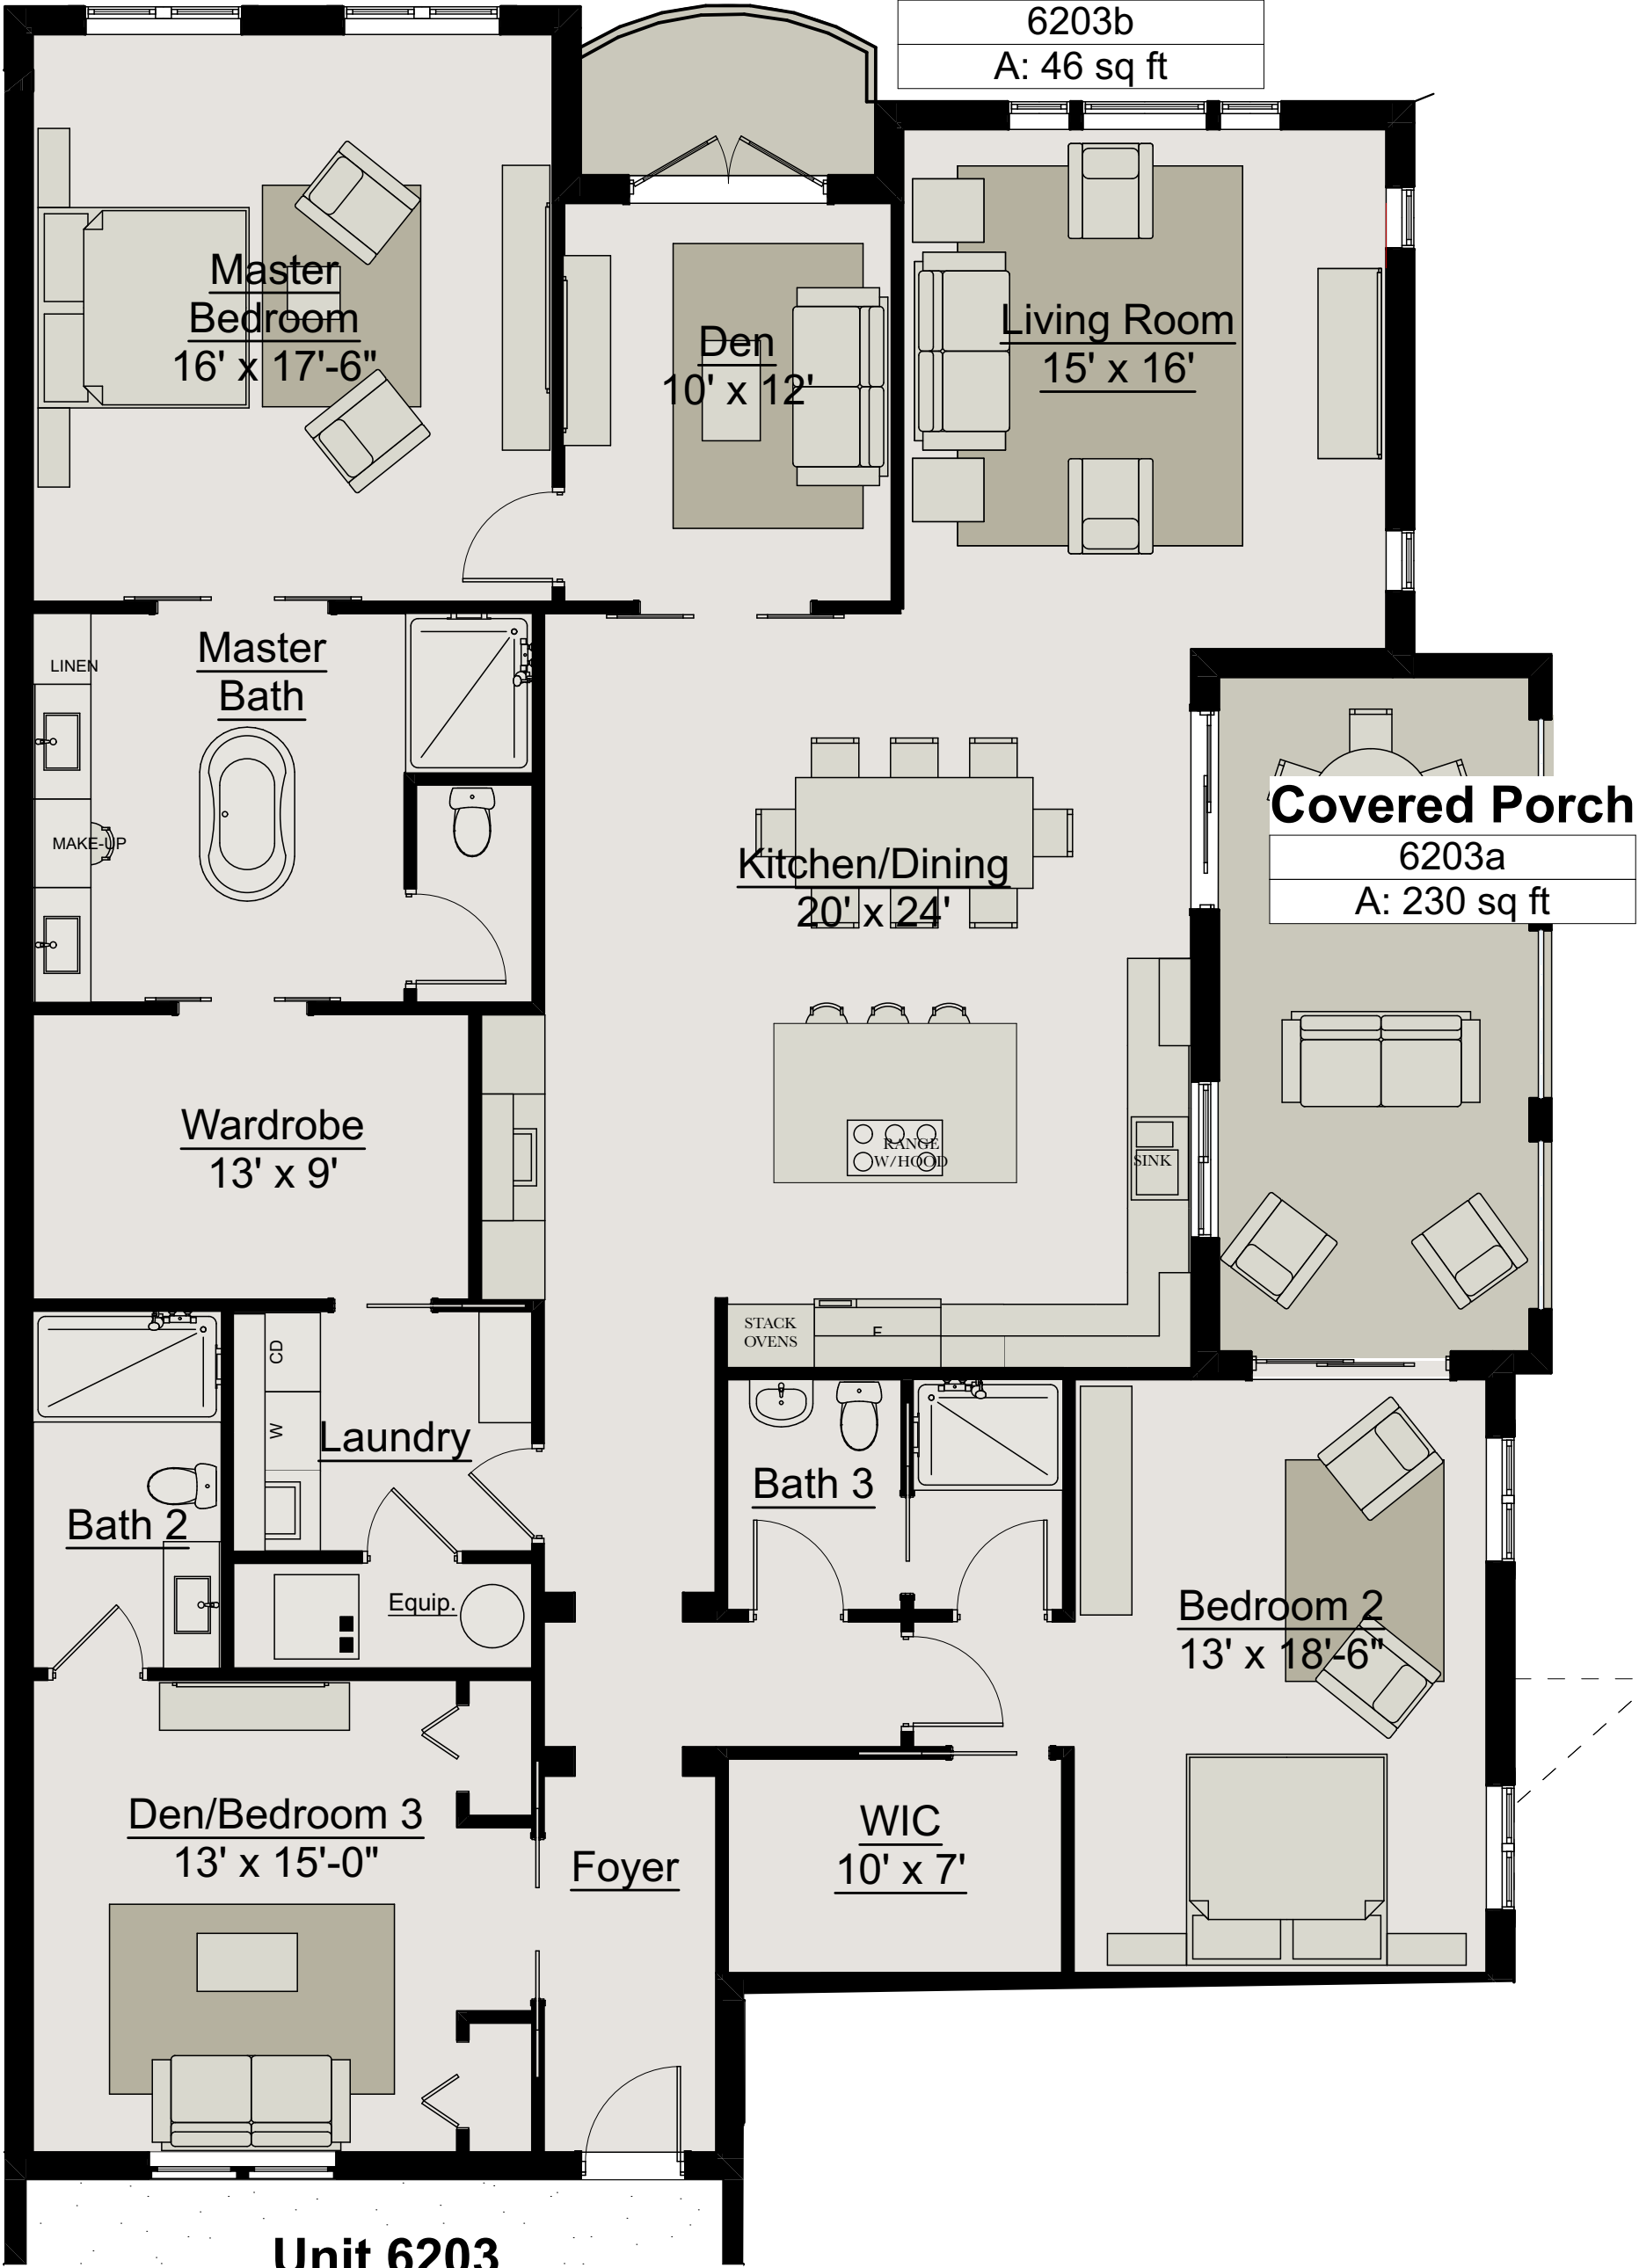 6203b
A: 46 sq ft
Master
Bedroom
16' x 17'-6"
Den
10' x 12'
Living Room
15' x 16'
LINEN
Master
Bath
MAKE-UP
Kitchen/Dining
20' x 24'
Covered Porch
6203a
A: 230 sq ft
Wardrobe
13' x 9'
RANGE
W/HOOD
SINK
STACK
OVENS
CD
W
Laundry
Bath 2
Equip.
Bath 3
Bedroom 2
13' x 18'-6"
Den/Bedroom 3
13' x 15'-0"
Foyer
WIC
10' x 7'
Unit 6203